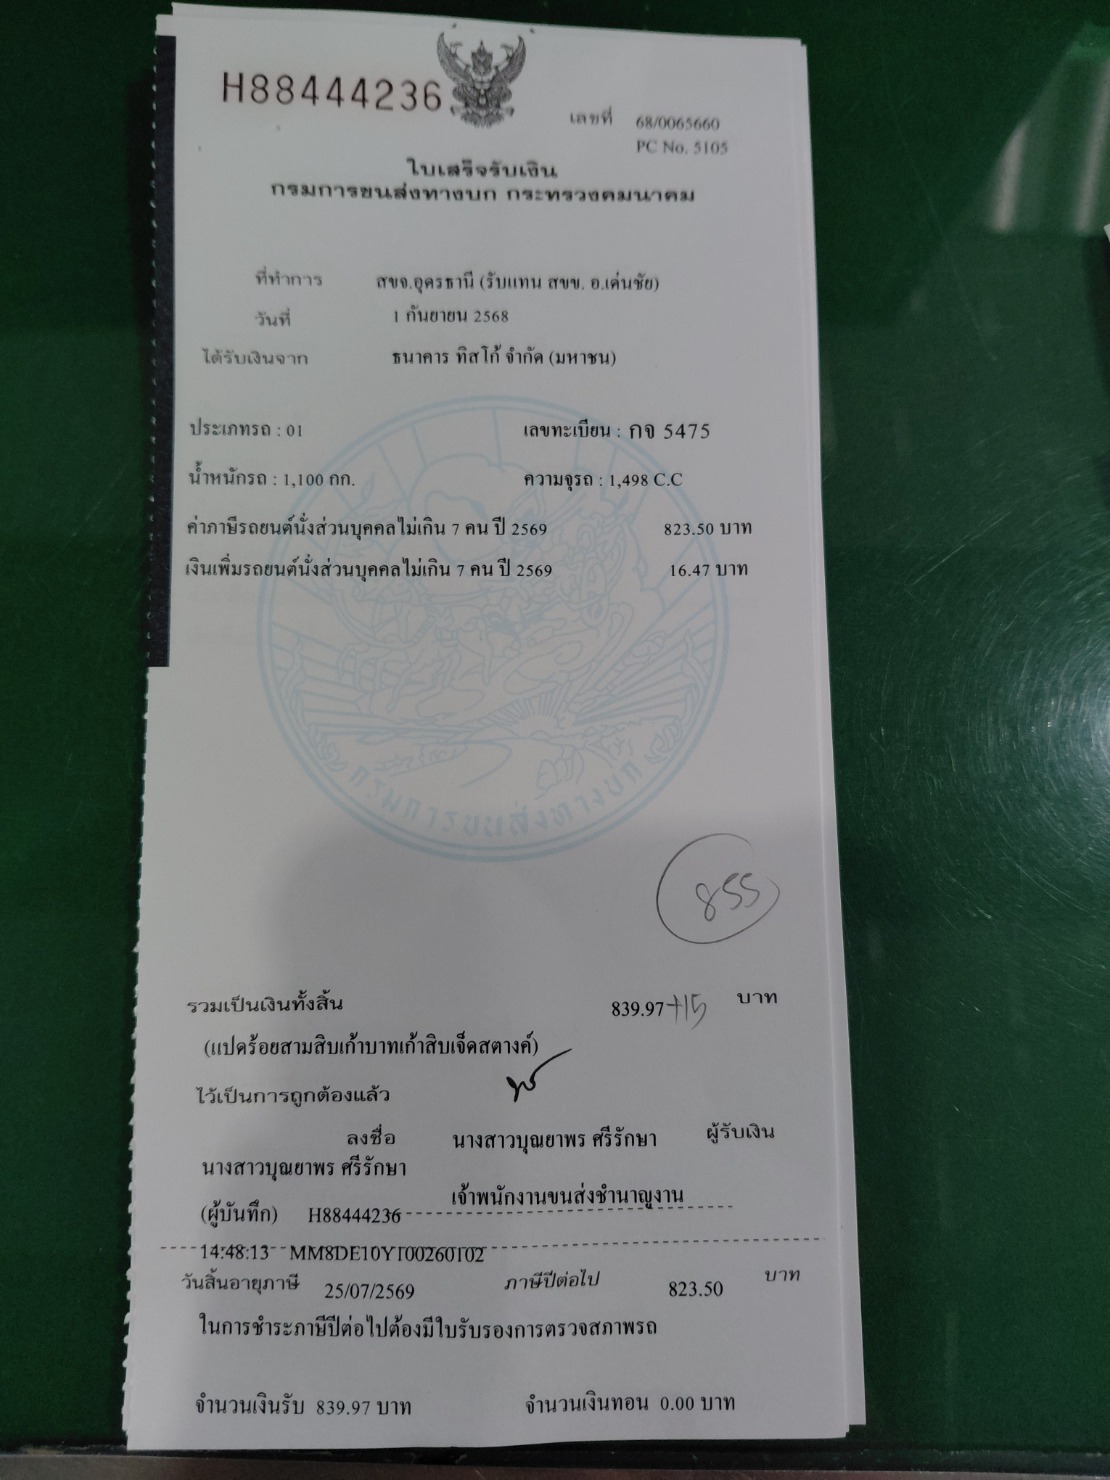 H88444236
เลขที่ 68/0065660
PC No. 5105
ใบเสร็จรับเงิน
กรมการขนส่งทางบก กระทรวงคมนาคม
ที่ทำการ สขจ.อุดรธานี (รับแทน สขข. อ.เด่นชัย)
วันที่ 1 กันยายน 2568
ได้รับเงินจาก ธนาคาร ทิสโก้ จำกัด (มหาชน)
ประเภทรถ : 01 เลขทะเบียน : กจ 5475
น้ำหนักรถ : 1,100 กก. ความจุรถ : 1,498 C.C
ค่าภาษีรถยนต์นั่งส่วนบุคคลไม่เกิน 7 คน ปี 2569 823.50 บาท
เงินเพิ่มรถยนต์นั่งส่วนบุคคลไม่เกิน 7 คน ปี 2569 16.47 บาท
กรมการขนส่งทางบก
855
รวมเป็นเงินทั้งสิ้น 839.97 +15 บาท
(แปดร้อยสามสิบเก้าบาทเก้าสิบเจ็ดสตางค์)
ไว้เป็นการถูกต้องแล้ว
ลงชื่อ นางสาวบุณยาพร ศรีรักษา ผู้รับเงิน
นางสาวบุณยาพร ศรีรักษา
เจ้าพนักงานขนส่งชำนาญงาน
(ผู้บันทึก) H88444236
14:48:13 MM8DE10Y100260102
วันสิ้นอายุภาษี 25/07/2569 ภาษีปีต่อไป 823.50 บาท
ในการชำระภาษีปีต่อไปต้องมีใบรับรองการตรวจสภาพรถ
จำนวนเงินรับ 839.97 บาท จำนวนเงินทอน 0.00 บาท